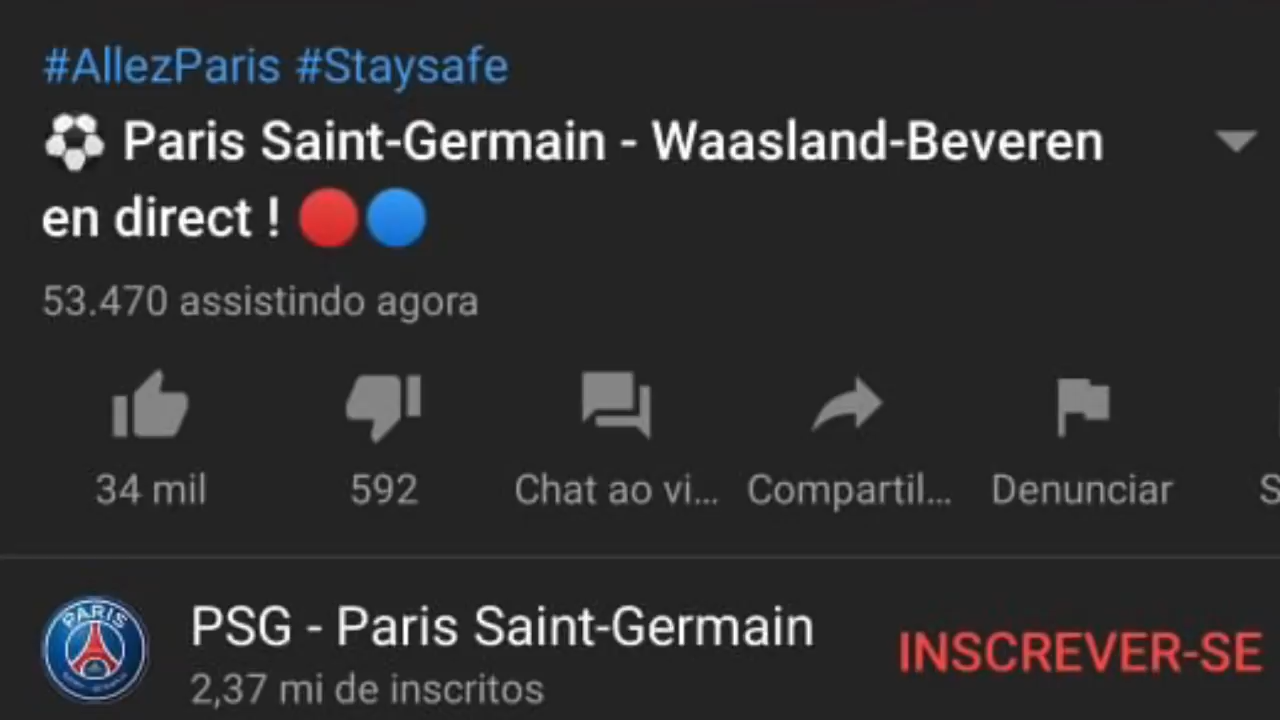 #AllezParis #Staysafe
⚽ Paris Saint-Germain - Waasland-Beveren
en direct ! 🔴🔵
53.470 assistindo agora
34 mil 592 Chat ao vi... Compartil... Denunciar S
PARIS
PSG - Paris Saint-Germain
INSCREVER-SE
2,37 mi de inscritos